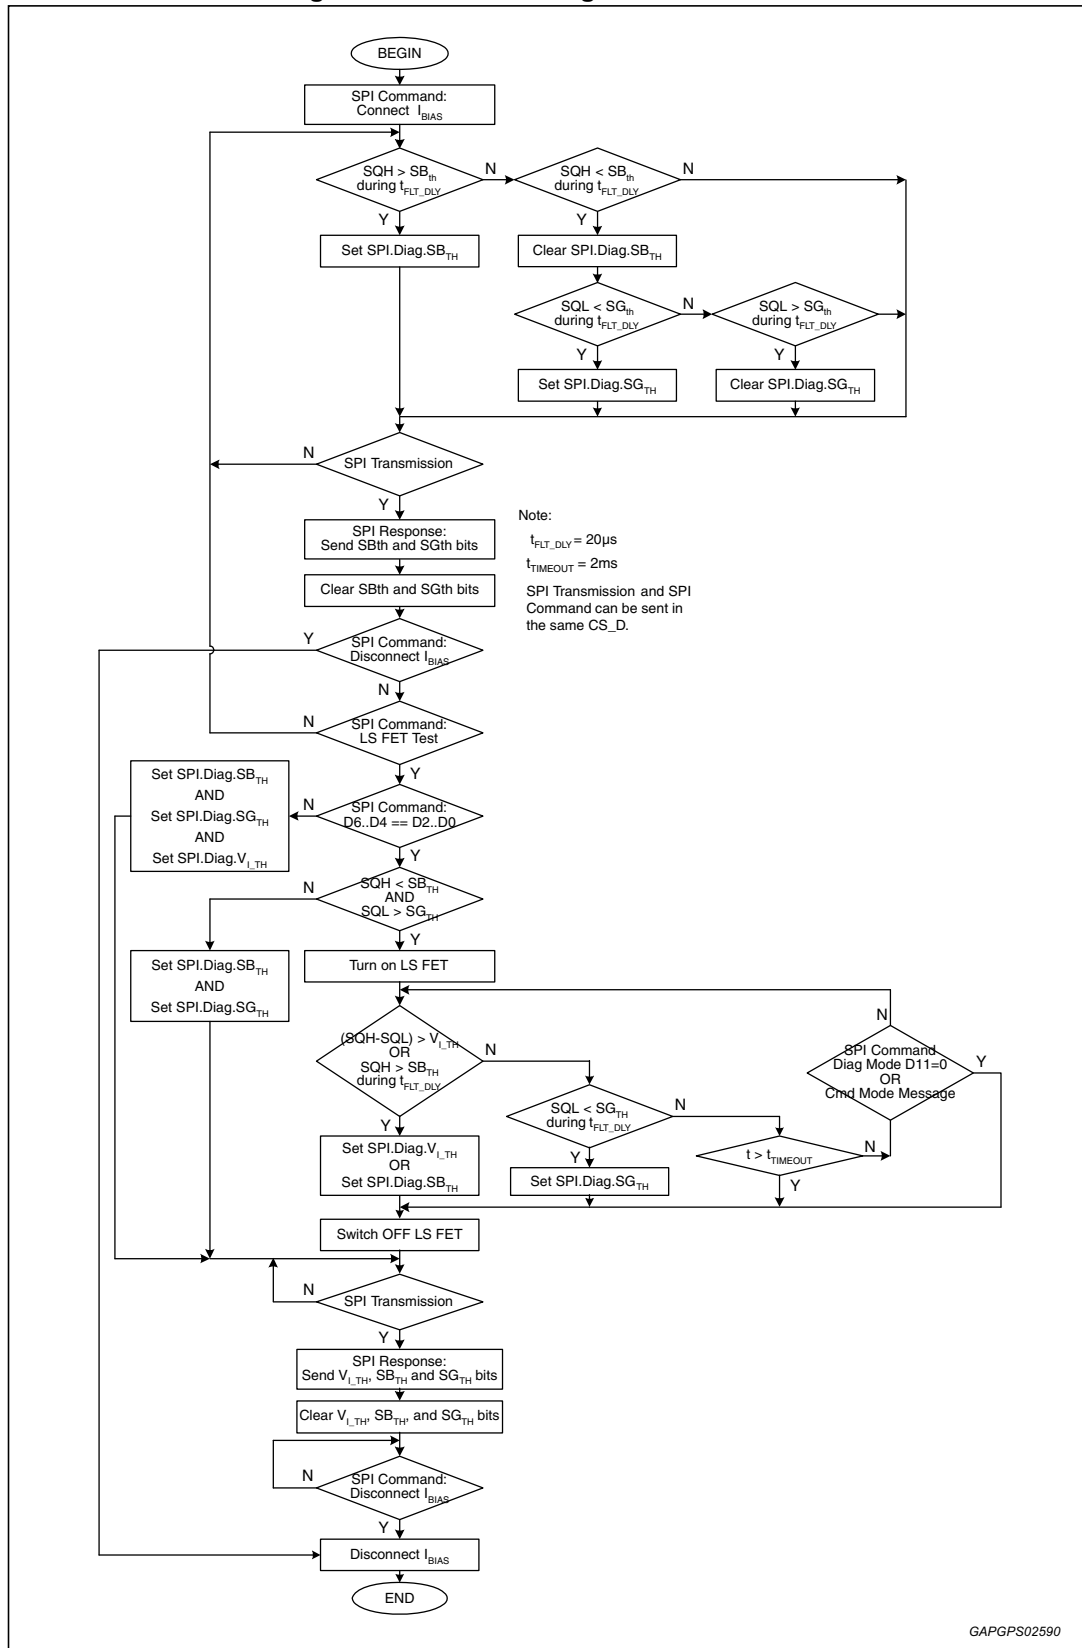 BEGIN
SPI Command:
Connect I_BIAS
SQH > SB_th
during t_FLT_DLY
N
SQH < SB_th
during t_FLT_DLY
N
Y
Y
Set SPI.Diag.SB_TH
Clear SPI.Diag.SB_TH
SQL < SG_th
during t_FLT_DLY
N
SQL > SG_th
during t_FLT_DLY
Y
Y
Set SPI.Diag.SG_TH
Clear SPI.Diag.SG_TH
N
SPI Transmission
Y
SPI Response:
Send SBth and SGth bits
Clear SBth and SGth bits
Note:
t_FLT_DLY = 20µs
t_TIMEOUT = 2ms
SPI Transmission and SPI
Command can be sent in
the same CS_D.
Y
SPI Command:
Disconnect I_BIAS
N
N
SPI Command:
LS FET Test
Y
Set SPI.Diag.SB_TH
AND
Set SPI.Diag.SG_TH
AND
Set SPI.Diag.V_I_TH
N
SPI Command:
D6..D4 == D2..D0
Y
N
SQH < SB_TH
AND
SQL > SG_TH
Y
Set SPI.Diag.SB_TH
AND
Set SPI.Diag.SG_TH
Turn on LS FET
(SQH-SQL) > V_I_TH
OR
SQH > SB_TH
during t_FLT_DLY
N
N
SPI Command
Diag Mode D11=0
OR
Cmd Mode Message
Y
SQL < SG_TH
during t_FLT_DLY
N
Y
t > t_TIMEOUT
N
Set SPI.Diag.V_I_TH
OR
Set SPI.Diag.SB_TH
Y
Set SPI.Diag.SG_TH
Y
Switch OFF LS FET
N
SPI Transmission
Y
SPI Response:
Send V_I_TH, SB_TH and SG_TH bits
Clear V_I_TH, SB_TH, and SG_TH bits
N
SPI Command:
Disconnect I_BIAS
Y
Disconnect I_BIAS
END
GAPGPS02590